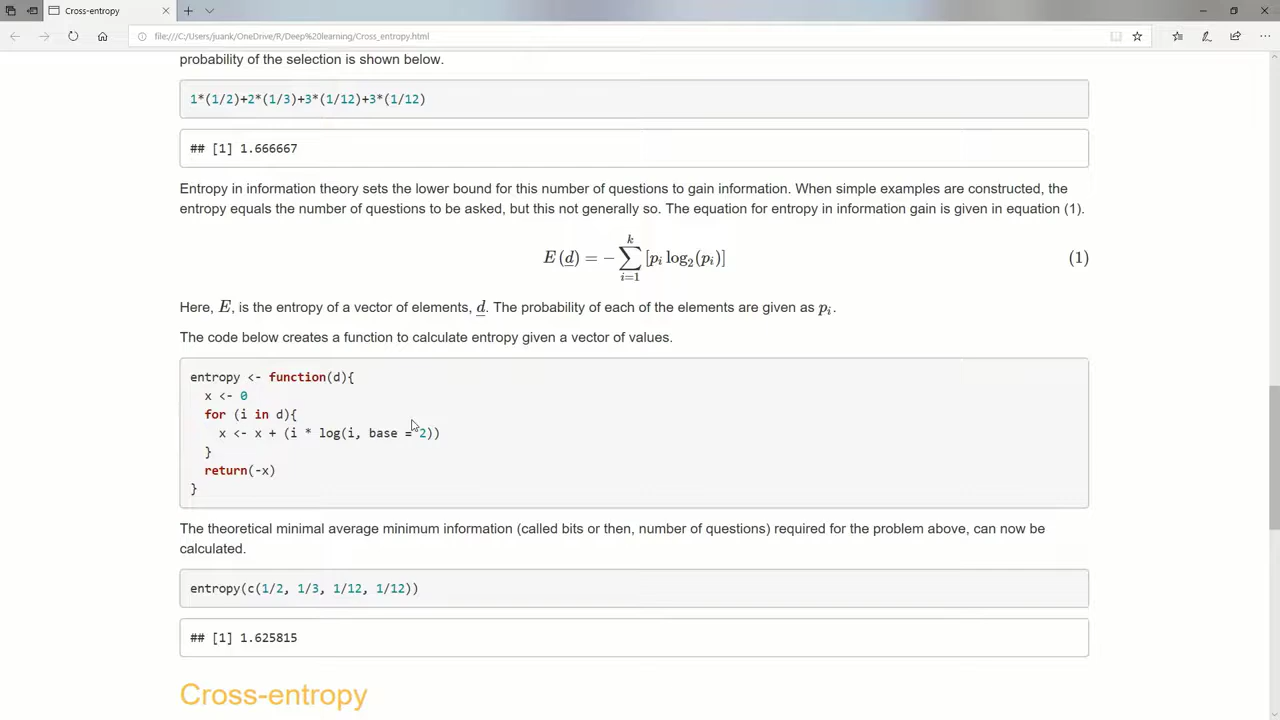 Cross-entropy
file:///C:/Users/juank/OneDrive/R/Deep%20learning/Cross_entropy.html
probability of the selection is shown below.
1*(1/2)+2*(1/3)+3*(1/12)+3*(1/12)
## [1] 1.666667
Entropy in information theory sets the lower bound for this number of questions to gain information. When simple examples are constructed, the
entropy equals the number of questions to be asked, but this not generally so. The equation for entropy in information gain is given in equation (1).
E(d) = −∑_{i=1}^{k} [p_i log_2(p_i)] (1)
Here, E, is the entropy of a vector of elements, d. The probability of each of the elements are given as p_i.
The code below creates a function to calculate entropy given a vector of values.
entropy <- function(d){
x <- 0
for (i in d){
x <- x + (i * log(i, base = 2))
}
return(-x)
}
The theoretical minimal average minimum information (called bits or then, number of questions) required for the problem above, can now be
calculated.
entropy(c(1/2, 1/3, 1/12, 1/12))
## [1] 1.625815
Cross-entropy